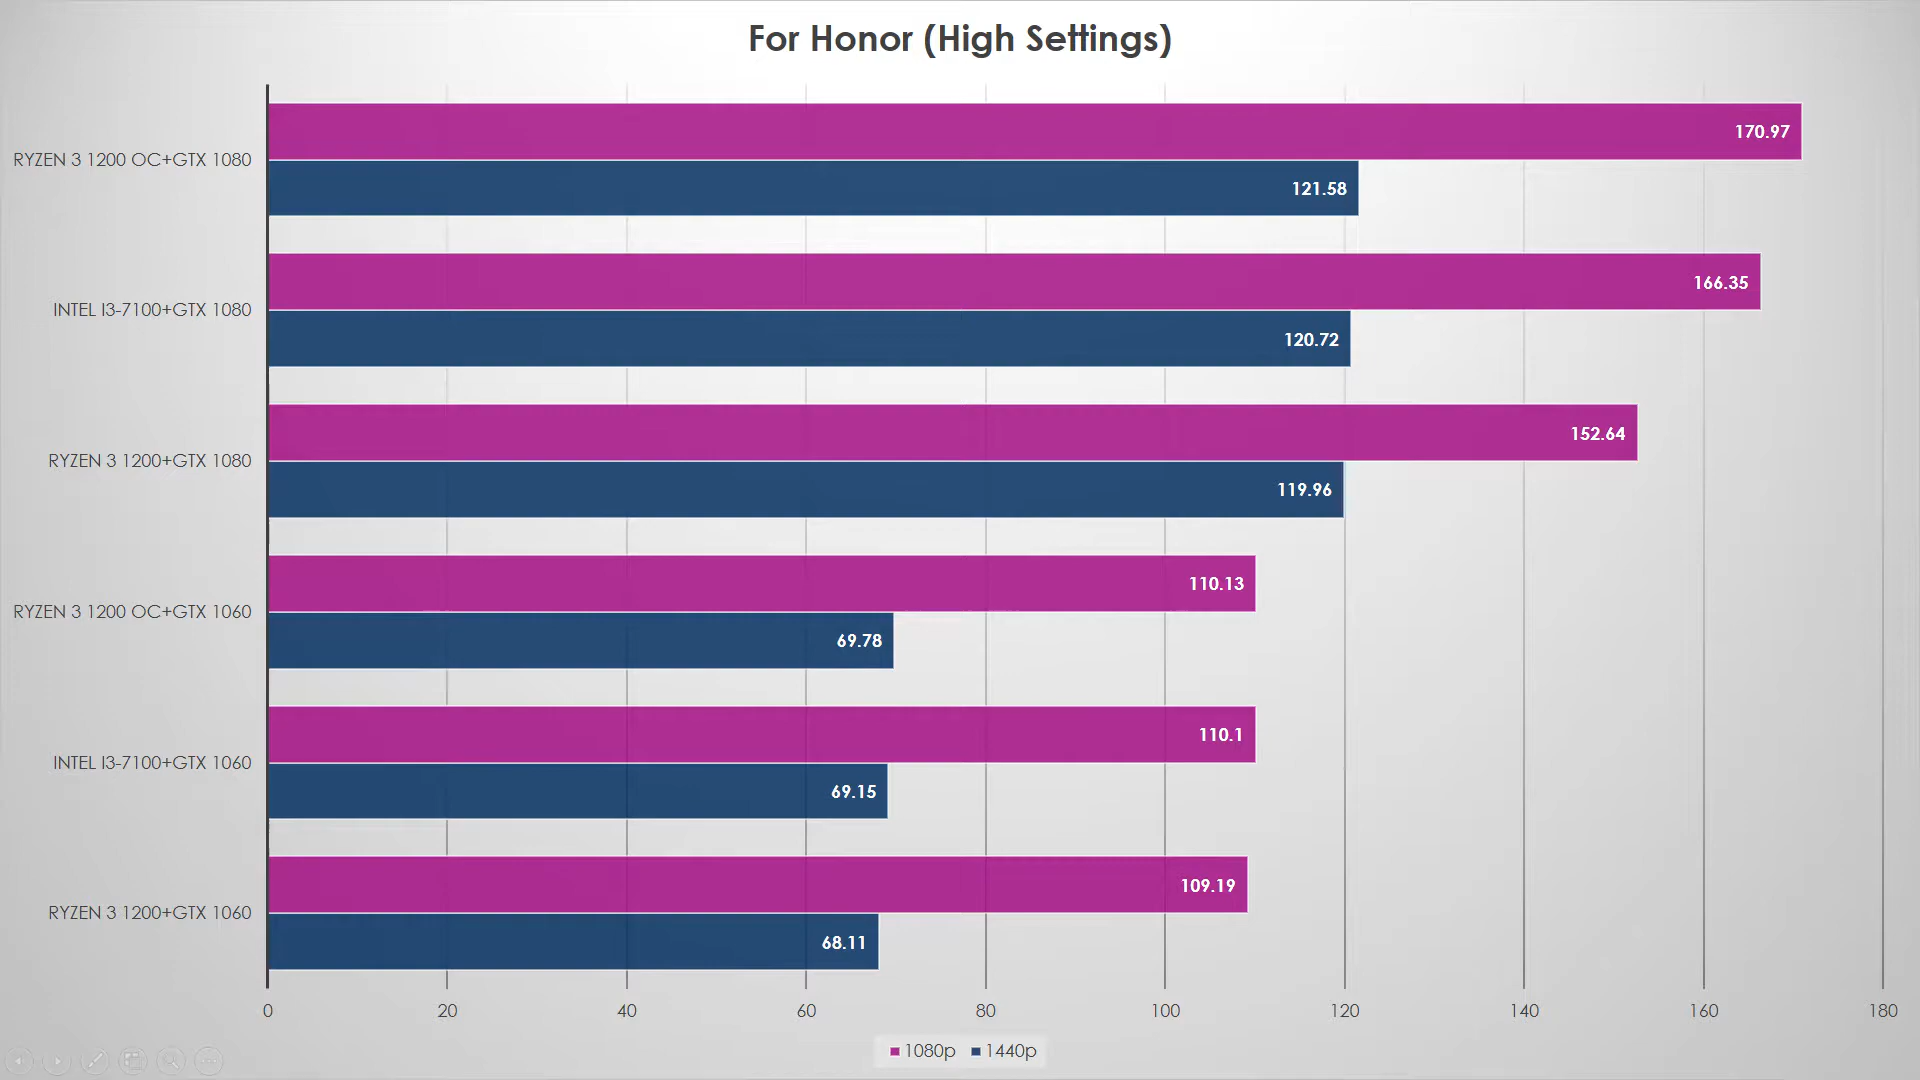 For Honor (High Settings)
RYZEN 3 1200 OC+GTX 1080
170.97
121.58
INTEL I3-7100+GTX 1080
166.35
120.72
RYZEN 3 1200+GTX 1080
152.64
119.96
RYZEN 3 1200 OC+GTX 1060
110.13
69.78
INTEL I3-7100+GTX 1060
110.1
69.15
RYZEN 3 1200+GTX 1060
109.19
68.11
0 20 40 60 80 100 120 140 160 180
1080p 1440p